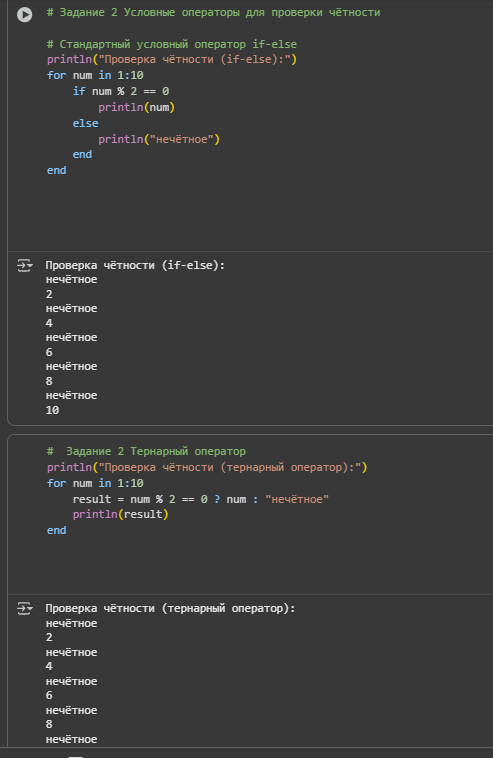 # Задание 2 Условные операторы для проверки чётности
# Стандартный условный оператор if-else
println("Проверка чётности (if-else):")
for num in 1:10
    if num % 2 == 0
        println(num)
    else
        println("нечётное")
    end
end
Проверка чётности (if-else):
нечётное
2
нечётное
4
нечётное
6
нечётное
8
нечётное
10
#  Задание 2 Тернарный оператор
println("Проверка чётности (тернарный оператор):")
for num in 1:10
    result = num % 2 == 0 ? num : "нечётное"
    println(result)
end
Проверка чётности (тернарный оператор):
нечётное
2
нечётное
4
нечётное
6
нечётное
8
нечётное